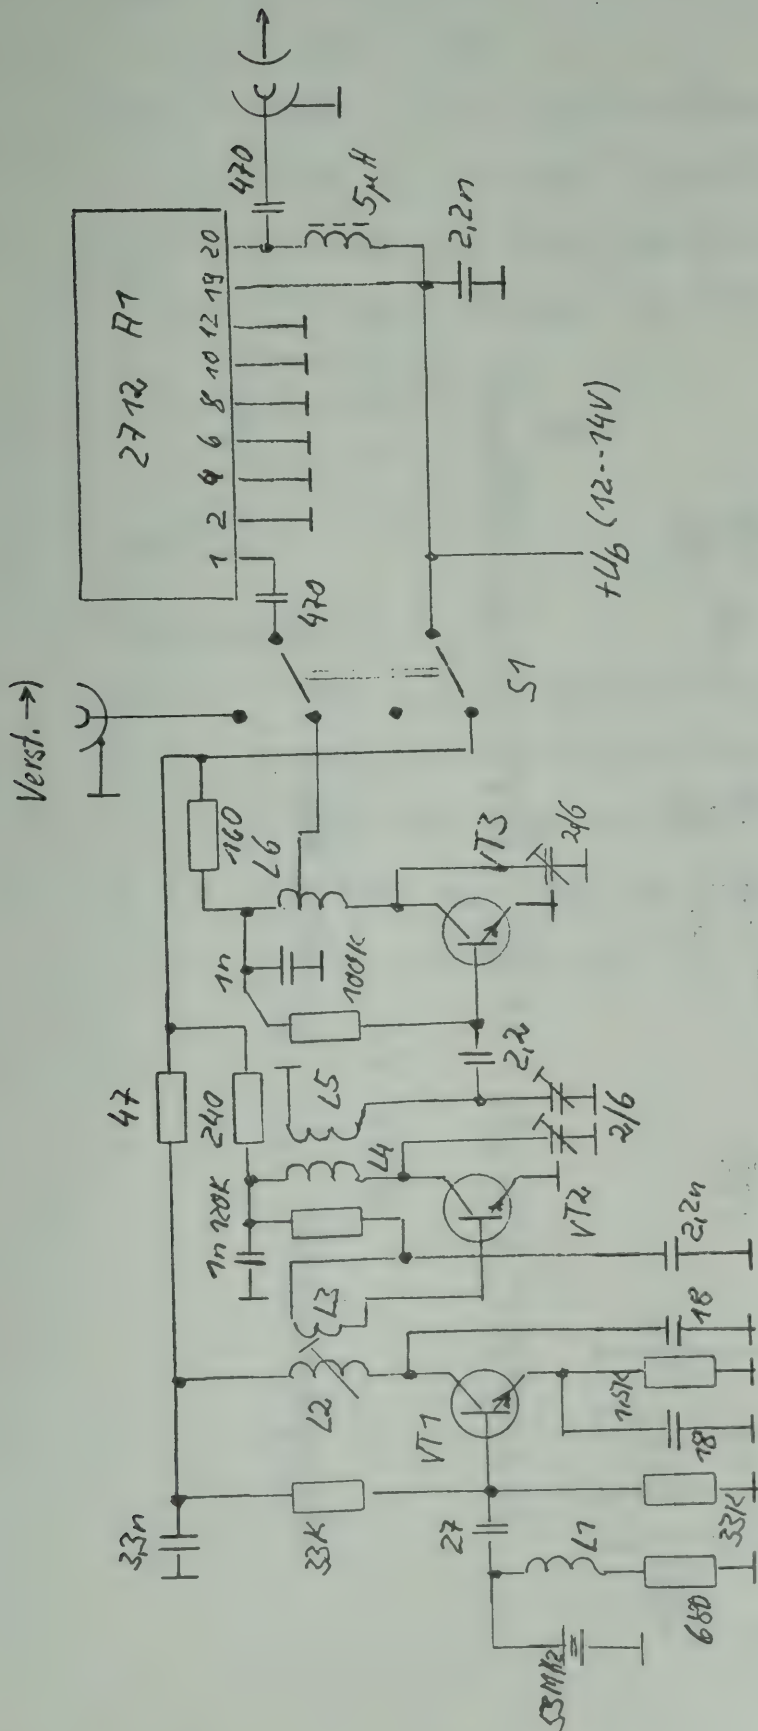 Verst. →)
2712 A1
1 2 4 6 8 10 12 19 20
470
470
5µH
2,2n
+Ub (12--14V)
S1
47
160
L6
1n
100K
VT3
2/6
240
L5
2,2
L4
2/6
1n
120K
VT2
L3
2,2n
L2
VT1
18
1,5K
18
3,3n
33K
27
33K
L1
680
53MHz